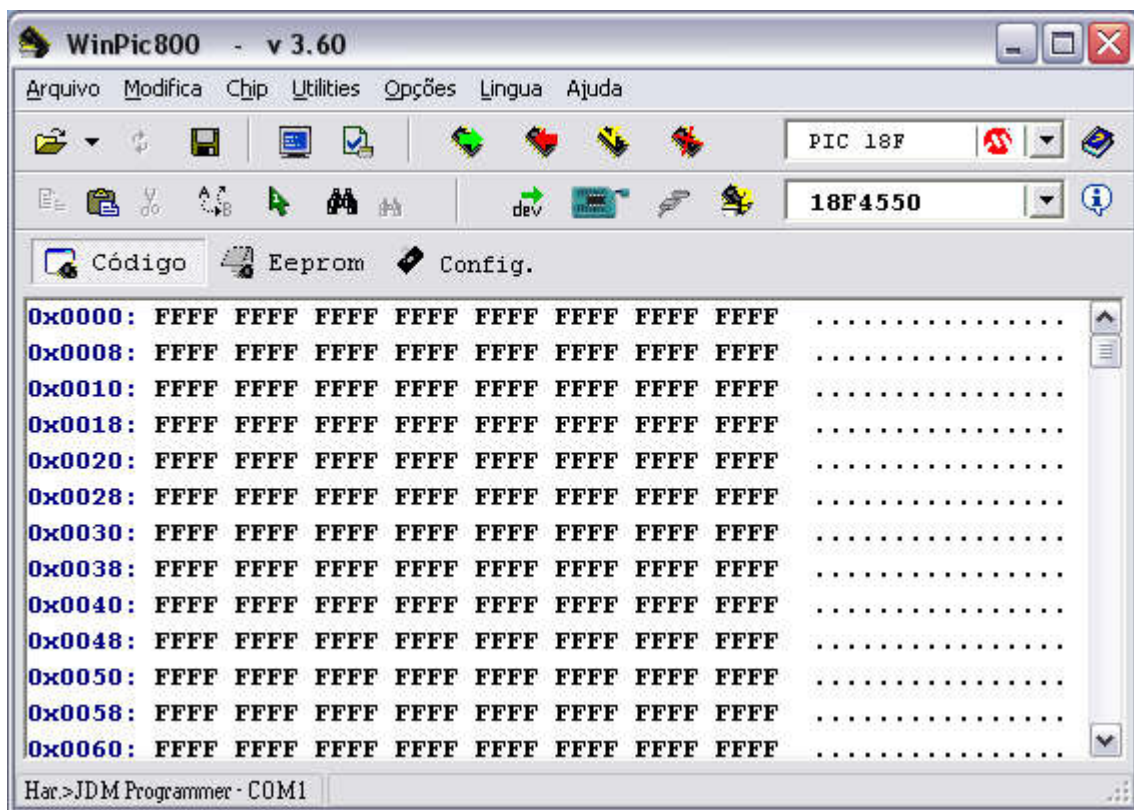 WinPic800 - v 3.60
Arquivo Modifica Chip Utilities Opções Lingua Ajuda
PIC 18F
dev 18F4550
Código Eeprom Config.
0x0000: FFFF FFFF FFFF FFFF FFFF FFFF FFFF FFFF ................
0x0008: FFFF FFFF FFFF FFFF FFFF FFFF FFFF FFFF ................
0x0010: FFFF FFFF FFFF FFFF FFFF FFFF FFFF FFFF ................
0x0018: FFFF FFFF FFFF FFFF FFFF FFFF FFFF FFFF ................
0x0020: FFFF FFFF FFFF FFFF FFFF FFFF FFFF FFFF ................
0x0028: FFFF FFFF FFFF FFFF FFFF FFFF FFFF FFFF ................
0x0030: FFFF FFFF FFFF FFFF FFFF FFFF FFFF FFFF ................
0x0038: FFFF FFFF FFFF FFFF FFFF FFFF FFFF FFFF ................
0x0040: FFFF FFFF FFFF FFFF FFFF FFFF FFFF FFFF ................
0x0048: FFFF FFFF FFFF FFFF FFFF FFFF FFFF FFFF ................
0x0050: FFFF FFFF FFFF FFFF FFFF FFFF FFFF FFFF ................
0x0058: FFFF FFFF FFFF FFFF FFFF FFFF FFFF FFFF ................
0x0060: FFFF FFFF FFFF FFFF FFFF FFFF FFFF FFFF ................
Har.>JDM Programmer - COM1